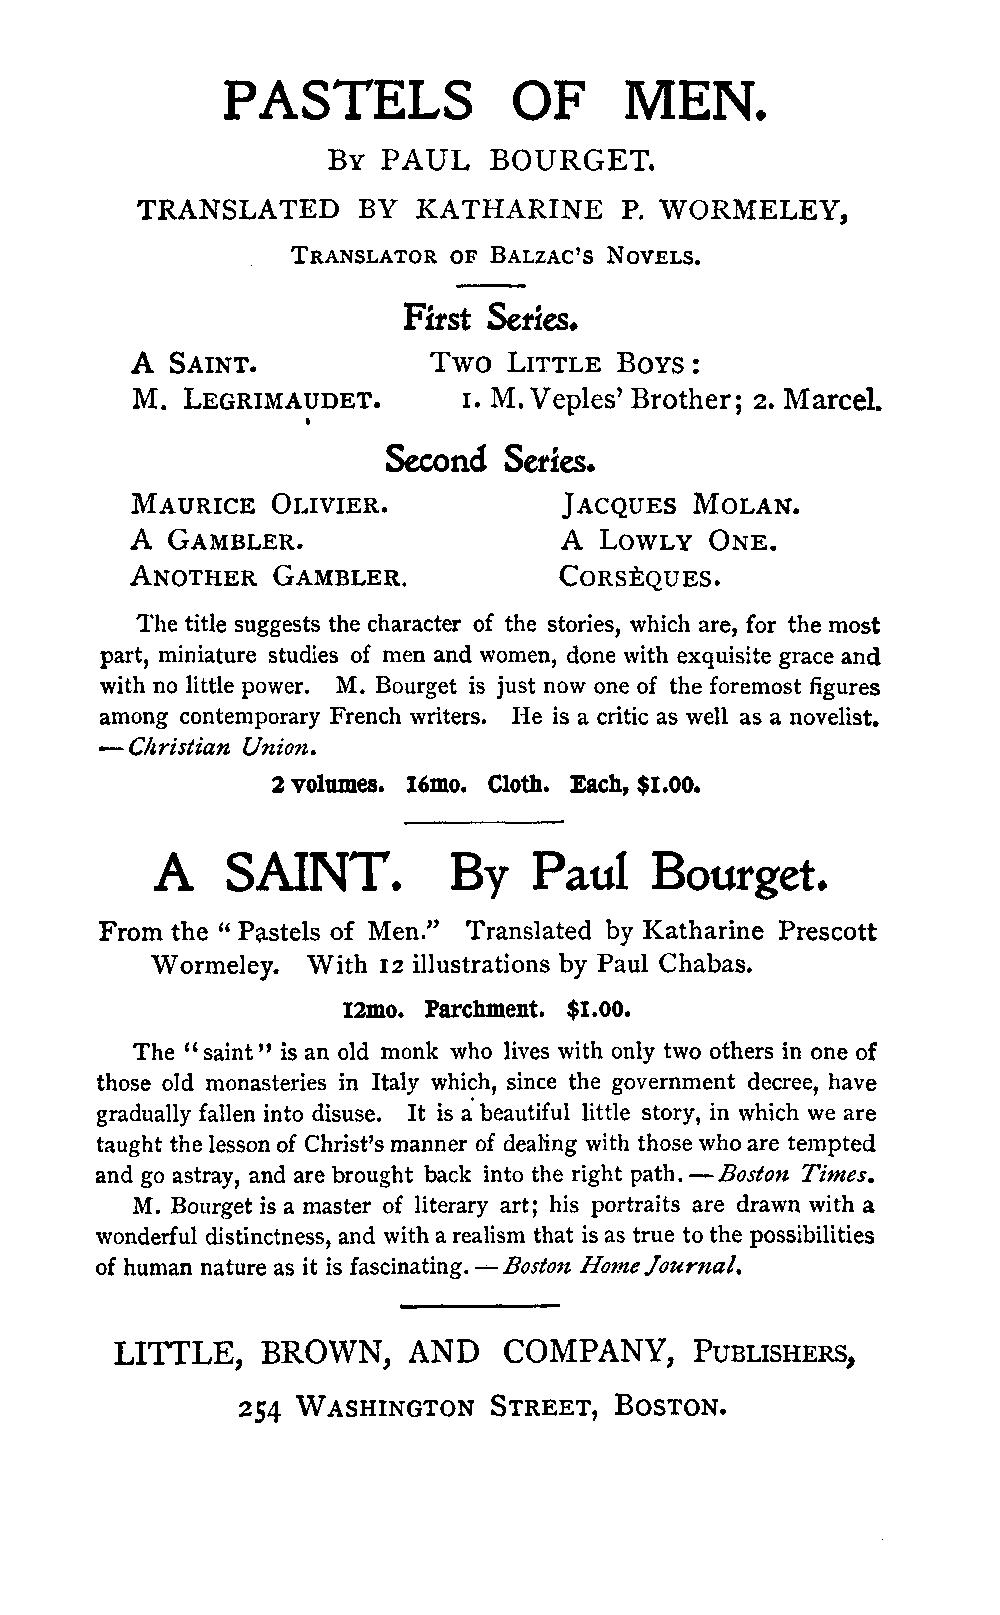 PASTELS OF MEN.
By PAUL BOURGET.
TRANSLATED BY KATHARINE P. WORMELEY,
Translator of Balzac's Novels.
First Series.
A Saint. Two Little Boys:
M. Legrimaudet. 1. M. Veples' Brother; 2. Marcel.
Second Series.
Maurice Olivier. Jacques Molan.
A Gambler. A Lowly One.
Another Gambler. Corsèques.
The title suggests the character of the stories, which are, for the most
part, miniature studies of men and women, done with exquisite grace and
with no little power. M. Bourget is just now one of the foremost figures
among contemporary French writers. He is a critic as well as a novelist.
— Christian Union.
2 volumes. 16mo. Cloth. Each, $1.00.
A SAINT. By Paul Bourget.
From the "Pastels of Men." Translated by Katharine Prescott
Wormeley. With 12 illustrations by Paul Chabas.
12mo. Parchment. $1.00.
The "saint" is an old monk who lives with only two others in one of
those old monasteries in Italy which, since the government decree, have
gradually fallen into disuse. It is a beautiful little story, in which we are
taught the lesson of Christ's manner of dealing with those who are tempted
and go astray, and are brought back into the right path. — Boston Times.
M. Bourget is a master of literary art; his portraits are drawn with a
wonderful distinctness, and with a realism that is as true to the possibilities
of human nature as it is fascinating. — Boston Home Journal.
LITTLE, BROWN, AND COMPANY, Publishers,
254 Washington Street, Boston.